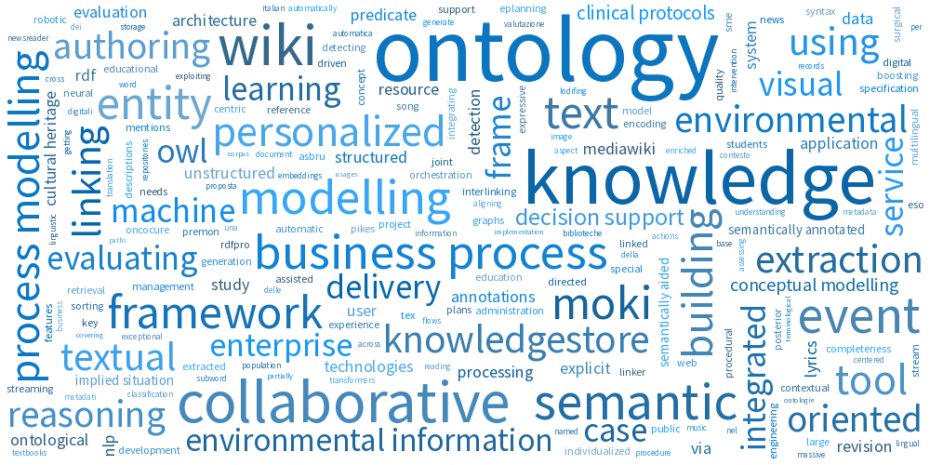 ontology
knowledge
collaborative
semantic
business process
modelling
process modelling
wiki
personalized
framework
moki
knowledgestore
event
extraction
building
text
entity
authoring
environmental
environmental information
reasoning
textual
enterprise
evaluating
machine
owl
learning
linking
frame
using
visual
service
oriented
integrated
tool
case
delivery
decision support
evaluation
robotic
dei
italian
automatically
architecture
storage
automatica
driven
detecting
support
generate
predicate
eplanning
valutazione
clinical protocols
sme
news
system
syntax
data
surgical
per
records
digital
boosting
specification
newsreader
cross
rdf
educational
neural
word
exploiting
concept
resource
song
integrating
expressive
detection
quality
intervention
lodifing
model
encoding
image
mediawiki
aspect
enriched
students
contesto
application
multilingual
cultural heritage
digitali
getting
mentions
centric
reference
descriptions
translation
repositories
corpus
document
asbru
structured
joint
unstructured
embeddings
usages
orchestration
needs
proposta
interlinking
aligning
linguistic
oncocure
premon
una
automatic
pikes
project
information
graphs
implementation
biblioteche
understanding
metadata
eso
semantically annotated
paths
generation
rdfpro
linked
della
actions
base
assessing
retrieval
management
study
assisted
delle
education
directed
special
semantically aided
conceptual modelling
features
business
sorting
key
covering
exceptional
user
experience
tex
flows
annotations
plans
administration
across
web
procedural
terminological
posterior
completeness
centered
stream
lyrics
streaming
implied situation
extracted
subword
population
partially
technologies
transformers
reading
processing
explicit
linker
contextual
ontologie
metadati
classification
ontological
textbooks
nlp
development
named
individualized
public
procedure
music
via
nel
engineering
large
massive
revision
lingual